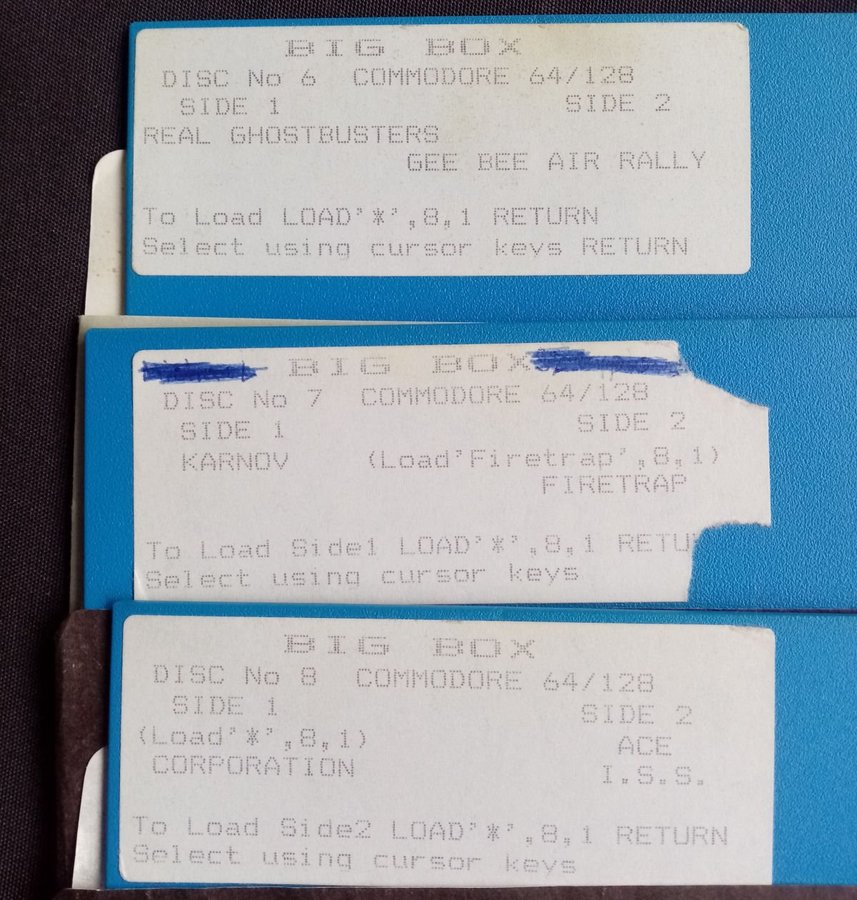 BIG BOX
DISC No 6 COMMODORE 64/128
SIDE 1 SIDE 2
REAL GHOSTBUSTERS
GEE BEE AIR RALLY
To Load LOAD'*',8,1 RETURN
Select using cursor keys RETURN
BIG BOX
DISC No 7 COMMODORE 64/128
SIDE 1 SIDE 2
KARNOV (Load'Firetrap',8,1)
FIRETRAP
To Load Side1 LOAD'*',8,1 RETU
Select using cursor keys
BIG BOX
DISC No 8 COMMODORE 64/128
SIDE 1 SIDE 2
(Load'*',8,1) ACE
CORPORATION I.S.S.
To Load Side2 LOAD'*',8,1 RETURN
Select using cursor keys